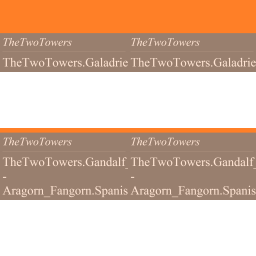 TheTwoTowers TheTwoTowers
TheTwoTowers.Galadrie TheTwoTowers.Galadrie
TheTwoTowers TheTwoTowers
TheTwoTowers.Gandalf_ TheTwoTowers.Gandalf_
- -
Aragorn_Fangorn.Spanis Aragorn_Fangorn.Spanis